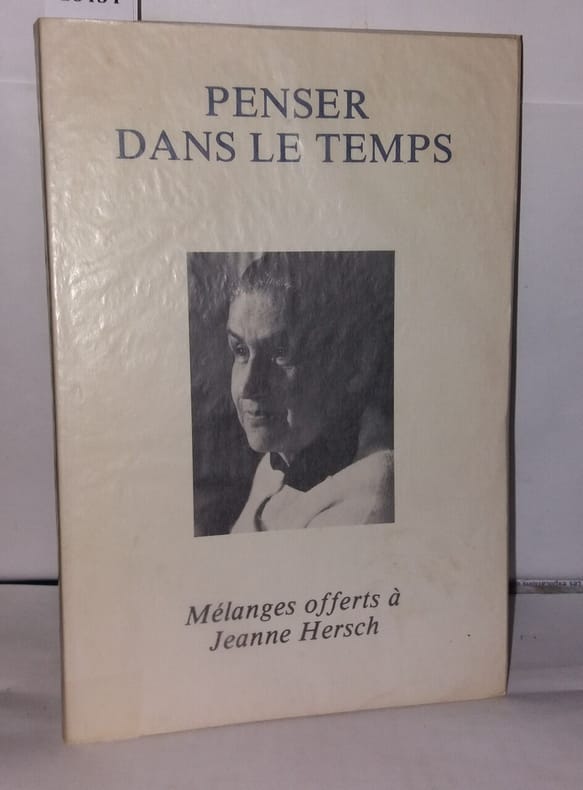 PENSER
DANS LE TEMPS
Mélanges offerts à
Jeanne Hersch